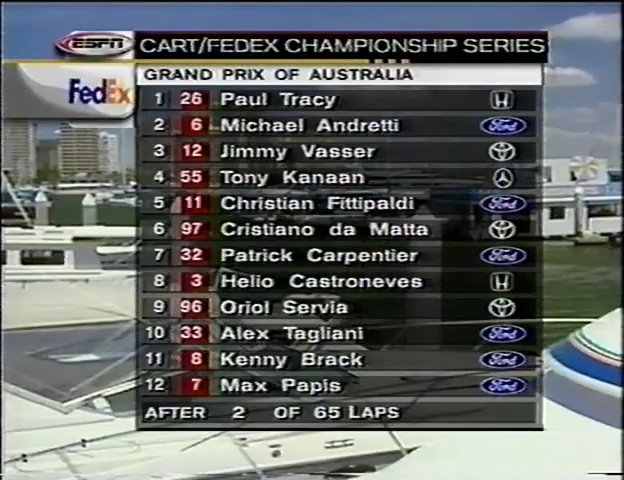 ESPN CART/FEDEX CHAMPIONSHIP SERIES
FedEx GRAND PRIX OF AUSTRALIA
1 26 Paul Tracy
2 6 Michael Andretti Ford
3 12 Jimmy Vasser
4 55 Tony Kanaan
5 11 Christian Fittipaldi Ford
6 97 Cristiano da Matta
7 32 Patrick Carpentier Ford
8 3 Helio Castroneves
9 96 Oriol Servia
10 33 Alex Tagliani Ford
11 8 Kenny Brack Ford
12 7 Max Papis Ford
AFTER 2 OF 65 LAPS